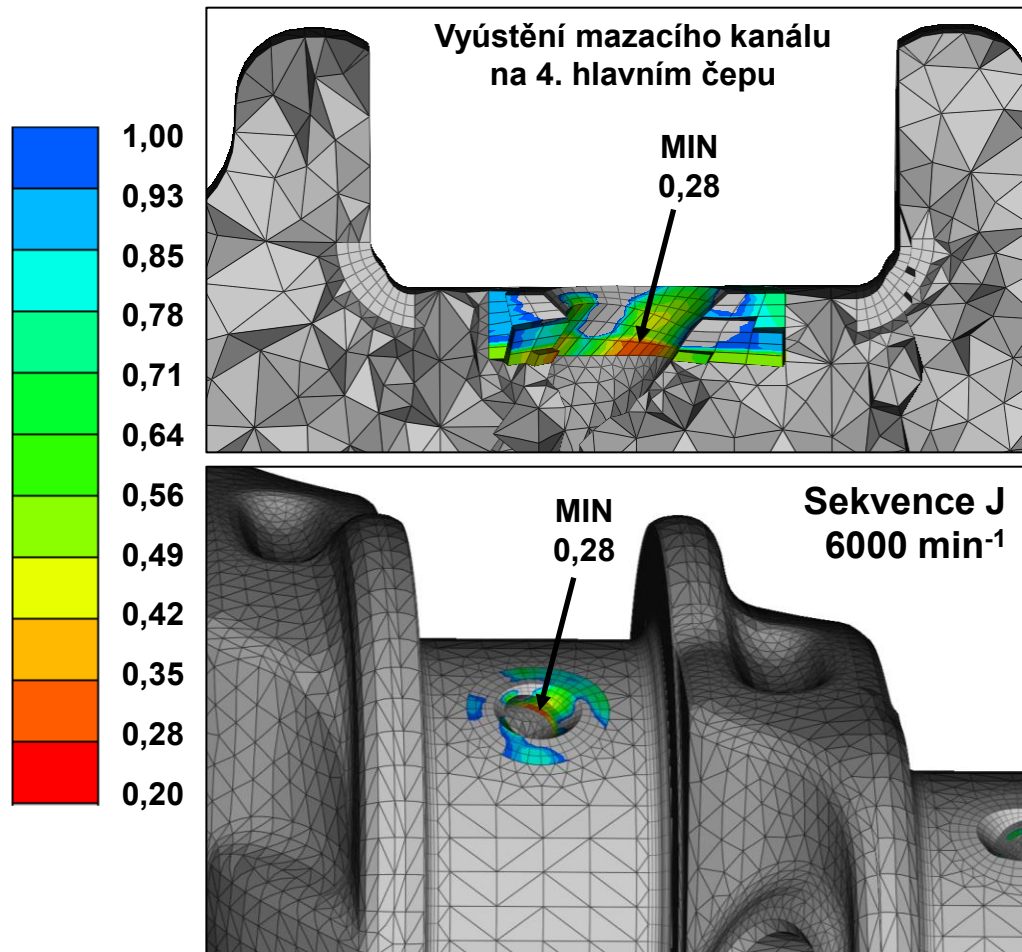 Vyústění mazacího kanálu
na 4. hlavním čepu
MIN
0,28
1,00
0,93
0,85
0,78
0,71
0,64
0,56
0,49
0,42
0,35
0,28
0,20
Sekvence J
6000 min⁻¹
MIN
0,28